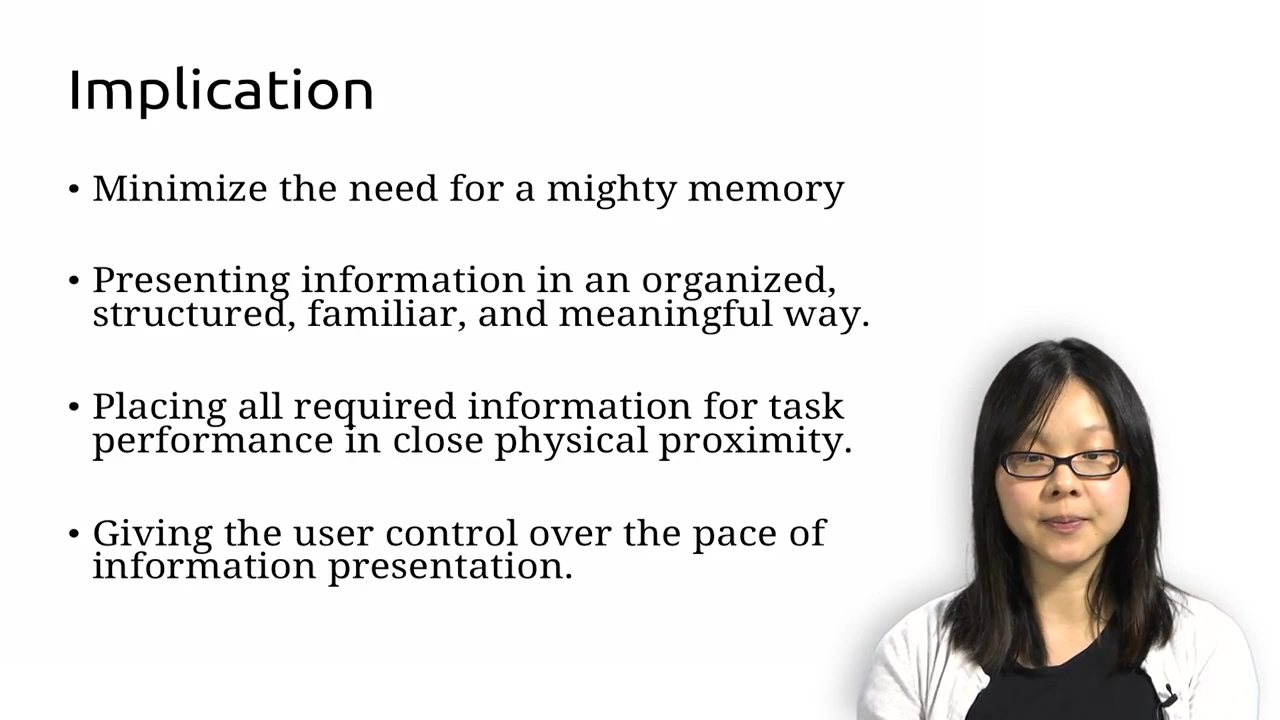 Implication
• Minimize the need for a mighty memory
• Presenting information in an organized,
structured, familiar, and meaningful way.
• Placing all required information for task
performance in close physical proximity.
• Giving the user control over the pace of
information presentation.